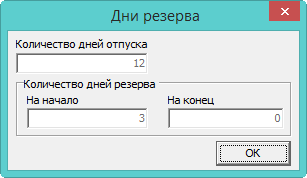 Дни резерва
Количество дней отпуска
12
Количество дней резерва
На начало На конец
3 0
OK